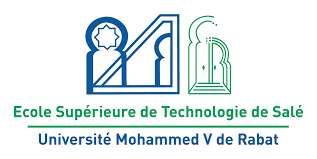 Ecole Supérieure de Technologie de Salé
Université Mohammed V de Rabat